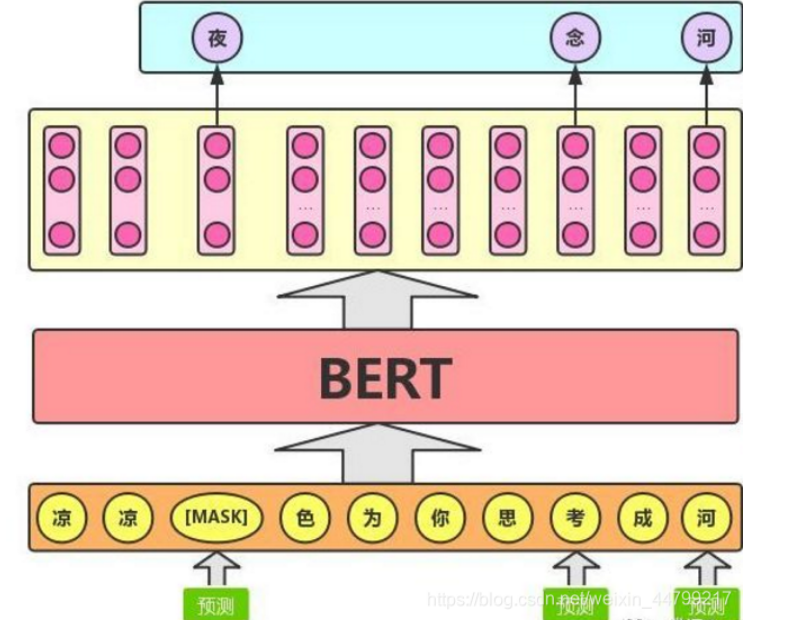 夜 念 河
... ... ... ... ... ... ...
BERT
凉 凉 [MASK] 色 为 你 思 考 成 河
预测 预测 预测
https://blog.csdn.net/weixin_44799217